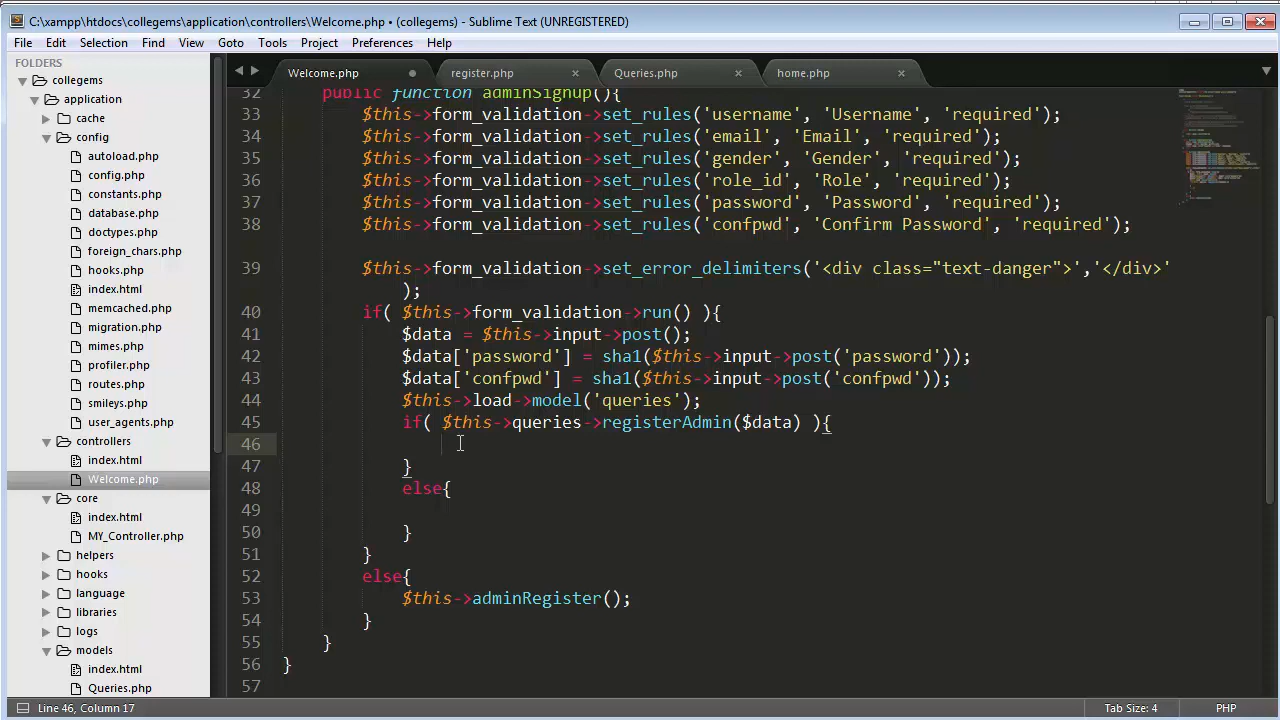 C:\xampp\htdocs\collegems\application\controllers\Welcome.php • (collegems) - Sublime Text (UNREGISTERED)
File Edit Selection Find View Goto Tools Project Preferences Help
FOLDERS
collegems
application
cache
config
autoload.php
config.php
constants.php
database.php
doctypes.php
foreign_chars.php
hooks.php
index.html
memcached.php
migration.php
mimes.php
profiler.php
routes.php
smileys.php
user_agents.php
controllers
index.html
Welcome.php
core
index.html
MY_Controller.php
helpers
hooks
language
libraries
logs
models
index.html
Queries.php
Welcome.php register.php Queries.php home.php
32 public function adminSignup(){
33 $this->form_validation->set_rules('username', 'Username', 'required');
34 $this->form_validation->set_rules('email', 'Email', 'required');
35 $this->form_validation->set_rules('gender', 'Gender', 'required');
36 $this->form_validation->set_rules('role_id', 'Role', 'required');
37 $this->form_validation->set_rules('password', 'Password', 'required');
38 $this->form_validation->set_rules('confpwd', 'Confirm Password', 'required');
39 $this->form_validation->set_error_delimiters('<div class="text-danger">','</div>'
);
40 if( $this->form_validation->run() ){
41 $data = $this->input->post();
42 $data['password'] = sha1($this->input->post('password'));
43 $data['confpwd'] = sha1($this->input->post('confpwd'));
44 $this->load->model('queries');
45 if( $this->queries->registerAdmin($data) ){
46
47 }
48 else{
49
50 }
51 }
52 else{
53 $this->adminRegister();
54 }
55 }
56 }
57
Line 46, Column 17 Tab Size: 4 PHP